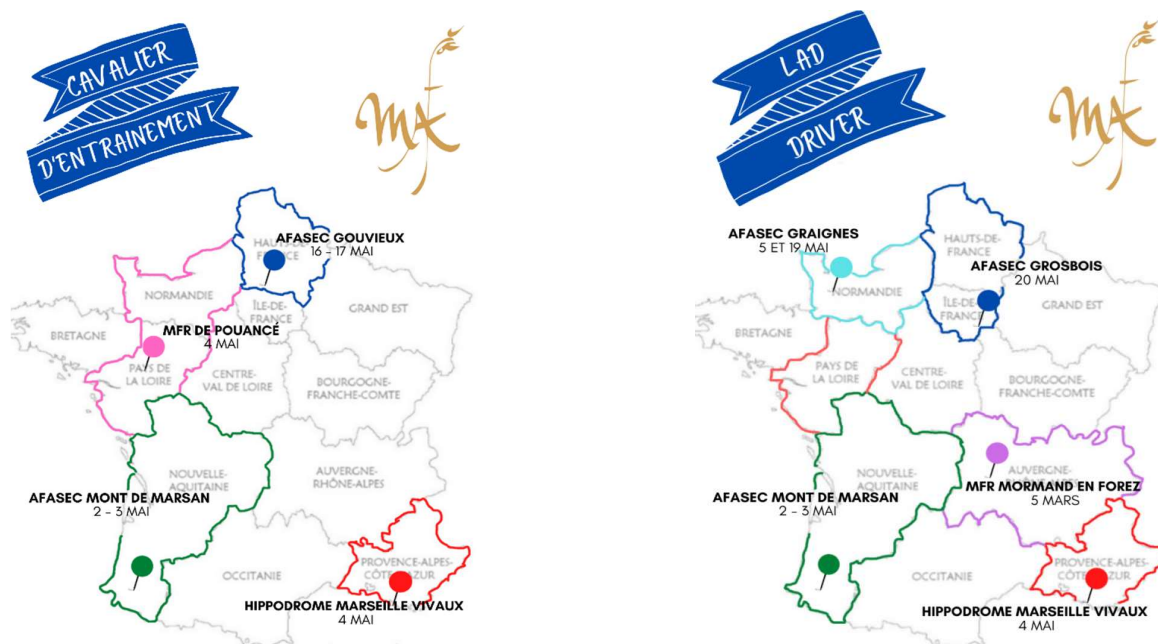 CAVALIER
D'ENTRAINEMENT
MAF
AFASEC GOUVIEUX
16 - 17 MAI
HAUTS-DE-
FRANCE
NORMANDIE
ÎLE-DE-
FRANCE
GRAND EST
BRETAGNE
MFR DE POUANCÉ
4 MAI
PAYS DE
LA LOIRE
CENTRE-
VAL DE LOIRE
BOURGOGNE-
FRANCHE-COMTE
NOUVELLE-
AQUITAINE
AUVERGNE-
RHÔNE-ALPES
AFASEC MONT DE MARSAN
2 - 3 MAI
OCCITANIE
PROVENCE-ALPES-
CÔTE D'AZUR
HIPPODROME MARSEILLE VIVAUX
4 MAI
LAD
DRIVER
MAF
AFASEC GRAIGNES
5 ET 19 MAI
HAUTS-DE-
FRANCE
AFASEC GROSBOIS
20 MAI
NORMANDIE
ÎLE-DE-
FRANCE
GRAND EST
BRETAGNE
PAYS DE
LA LOIRE
CENTRE-
VAL DE LOIRE
BOURGOGNE-
FRANCHE-COMTE
NOUVELLE-
AQUITAINE
AUVERGNE-
RHÔNE-ALPES
MFR MORMAND EN FOREZ
5 MARS
AFASEC MONT DE MARSAN
2 - 3 MAI
OCCITANIE
PROVENCE-ALPES-
CÔTE D'AZUR
HIPPODROME MARSEILLE VIVAUX
4 MAI